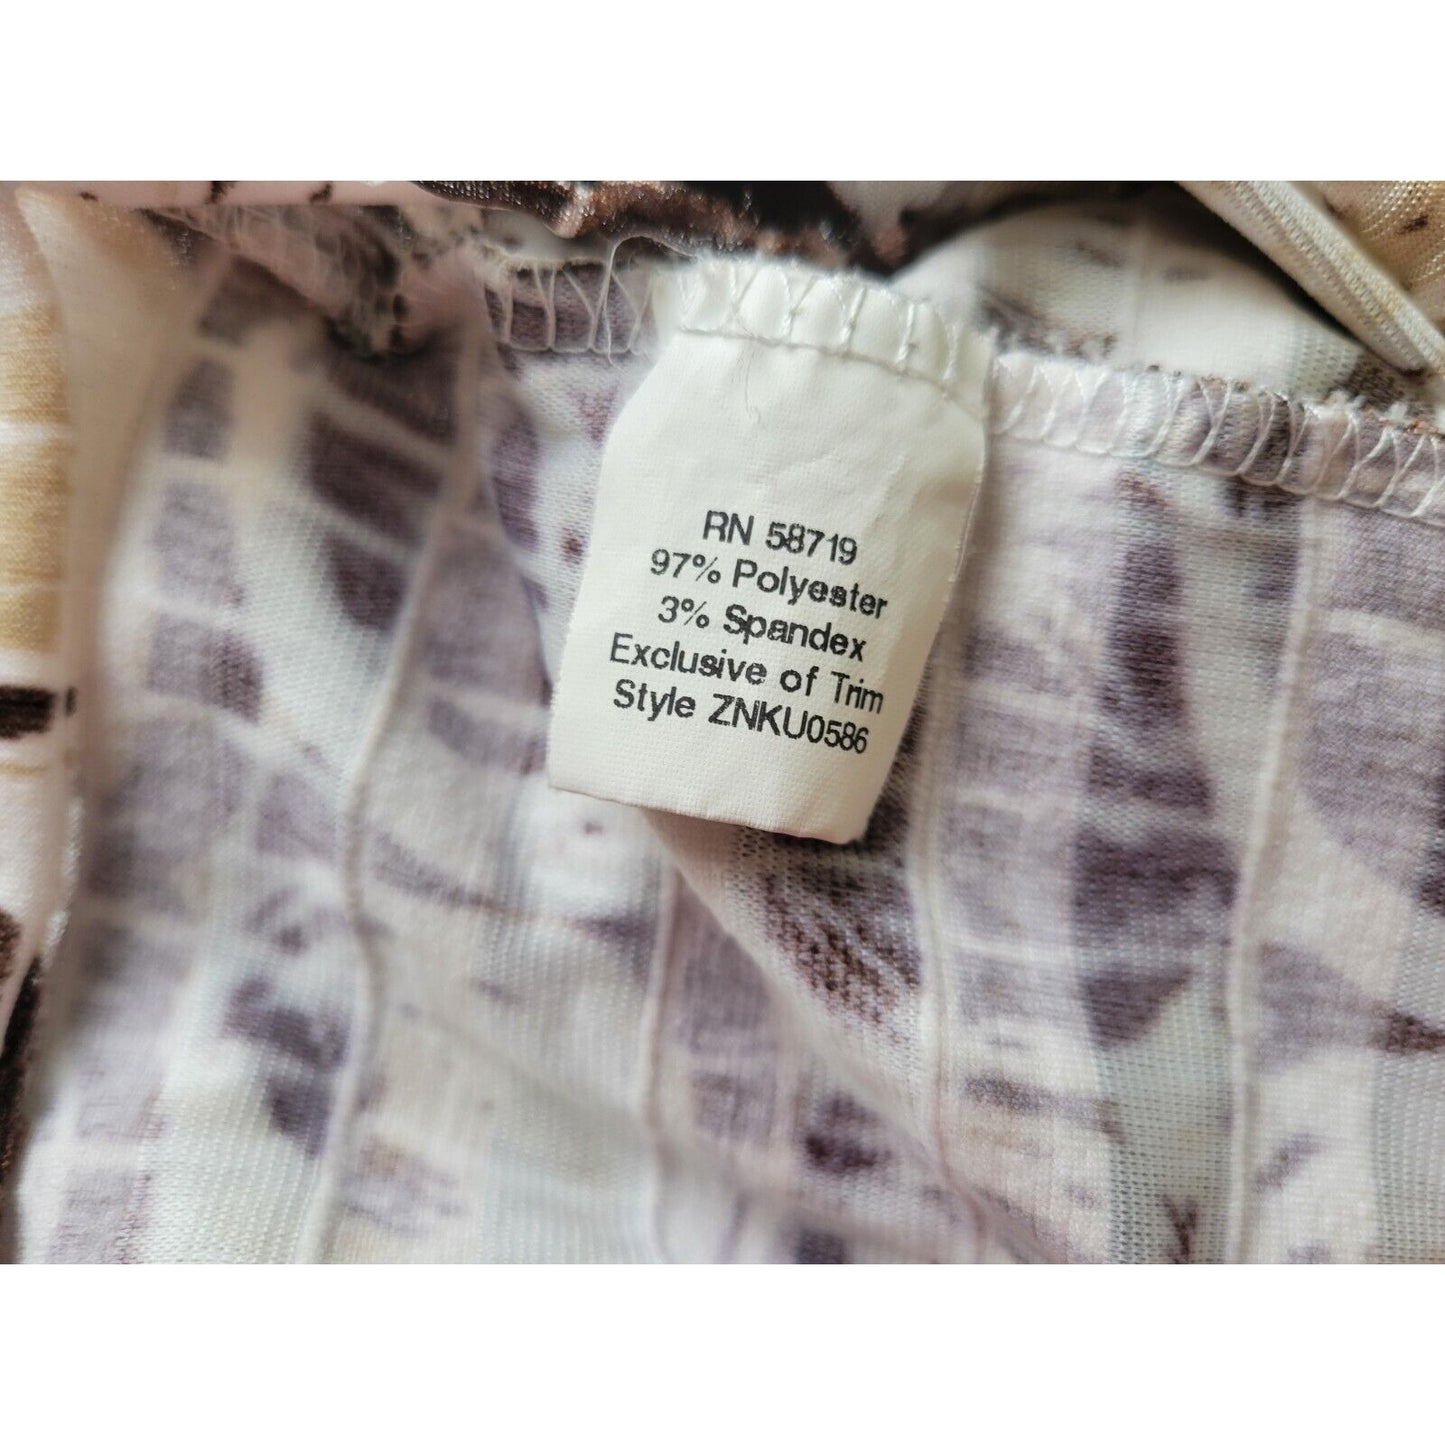 RN 58719
97% Polyester
3% Spandex
Exclusive of Trim
Style ZNKU0586